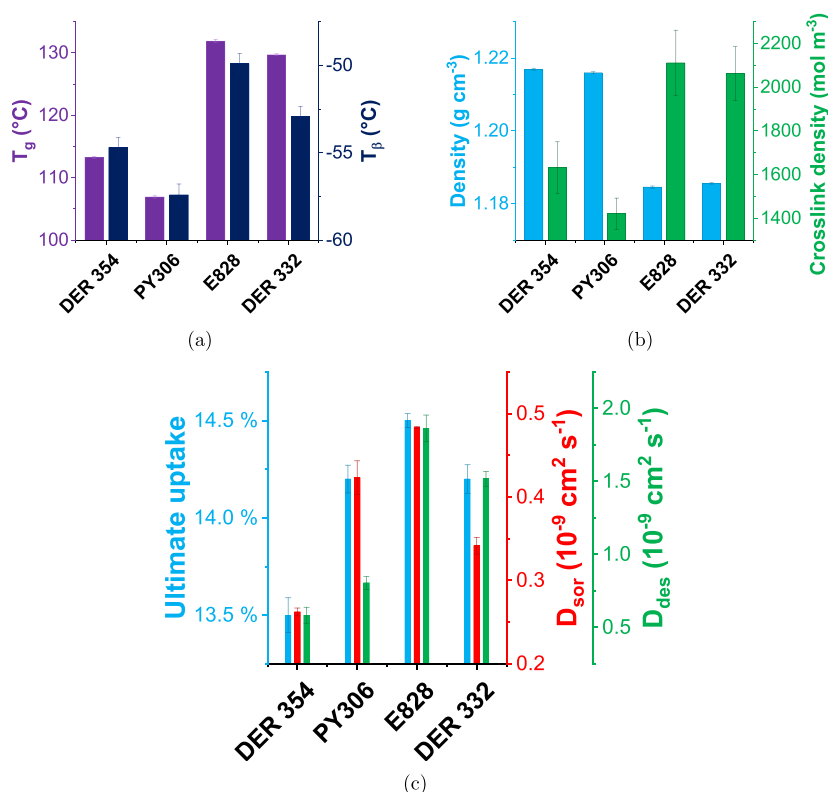 T_g (°C)
130
120
110
100
-50
-55
-60
T_β (°C)
DER 354
PY306
E828
DER 332
(a)
Density (g cm⁻³)
1.22
1.20
1.18
2200
2000
1800
1600
1400
Crosslink density (mol m⁻³)
DER 354
PY306
E828
DER 332
(b)
Ultimate uptake
14.5 %
14.0 %
13.5 %
0.5
0.4
0.3
0.2
D_sor (10⁻⁹ cm² s⁻¹)
2.0
1.5
1.0
0.5
D_des (10⁻⁹ cm² s⁻¹)
DER 354
PY306
E828
DER 332
(c)